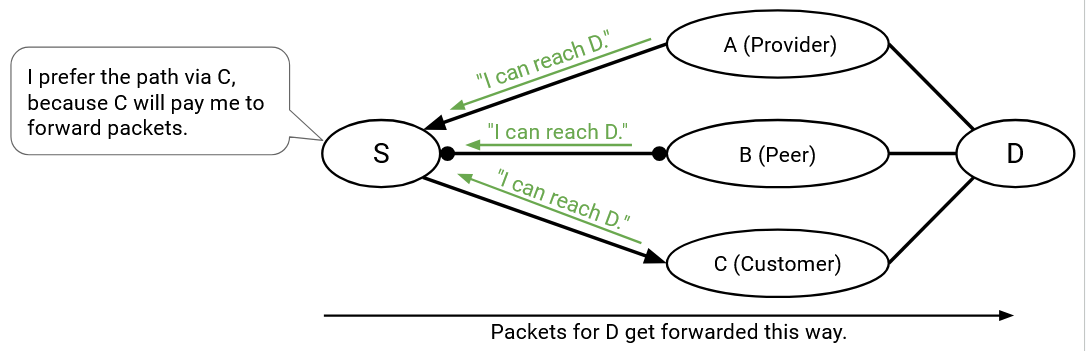 I prefer the path via C,
because C will pay me to
forward packets.
"I can reach D."
A (Provider)
"I can reach D."
S
B (Peer)
D
"I can reach D."
C (Customer)
Packets for D get forwarded this way.